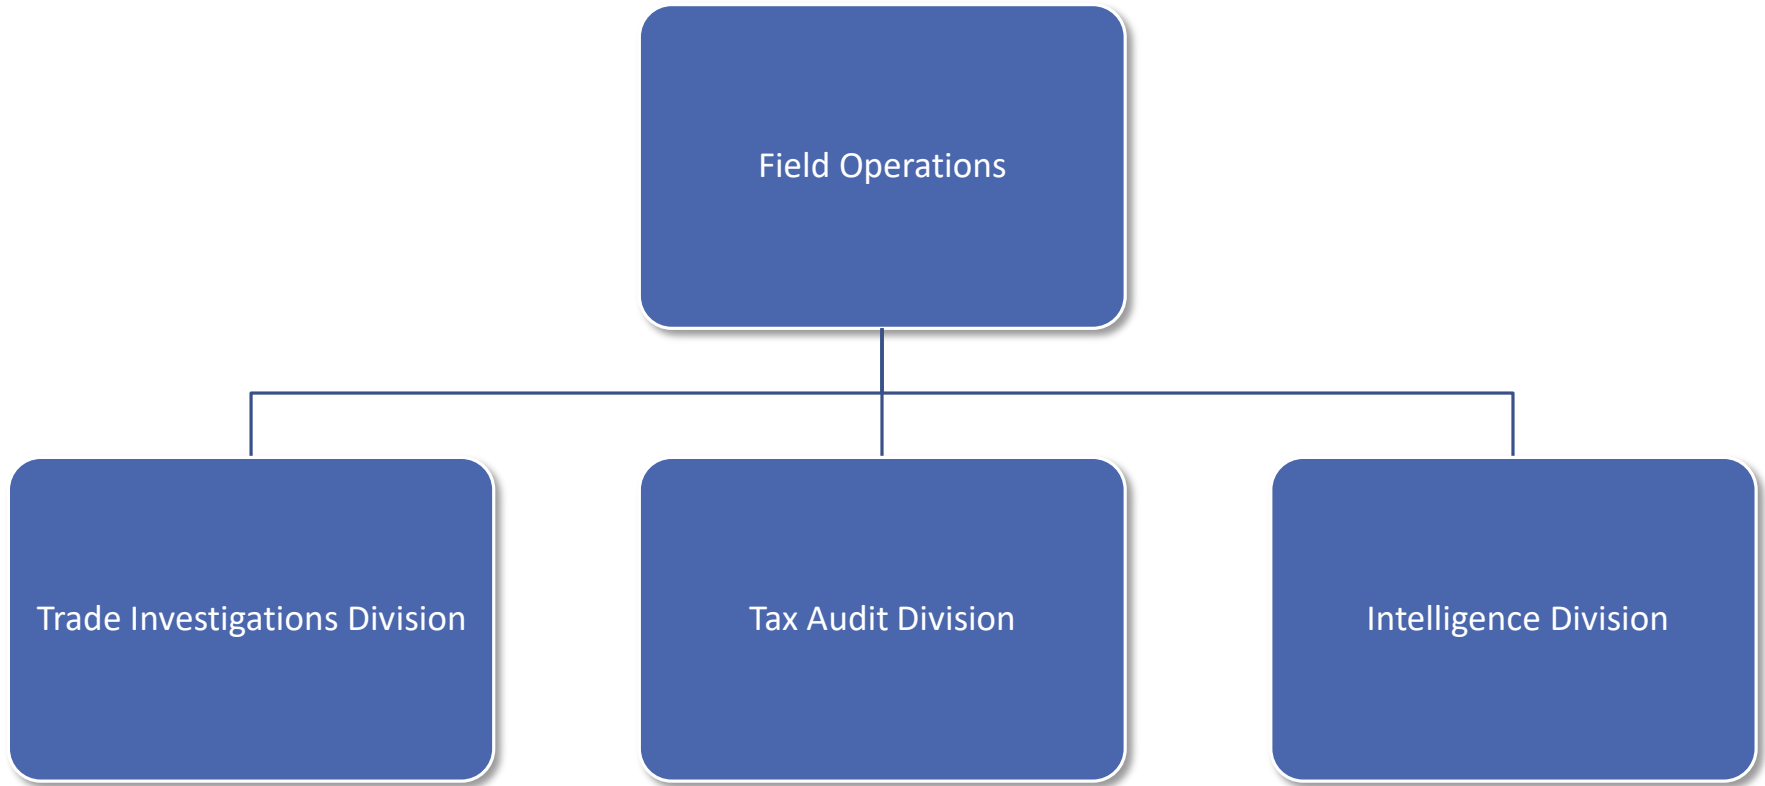 Field Operations
Trade Investigations Division
Tax Audit Division
Intelligence Division